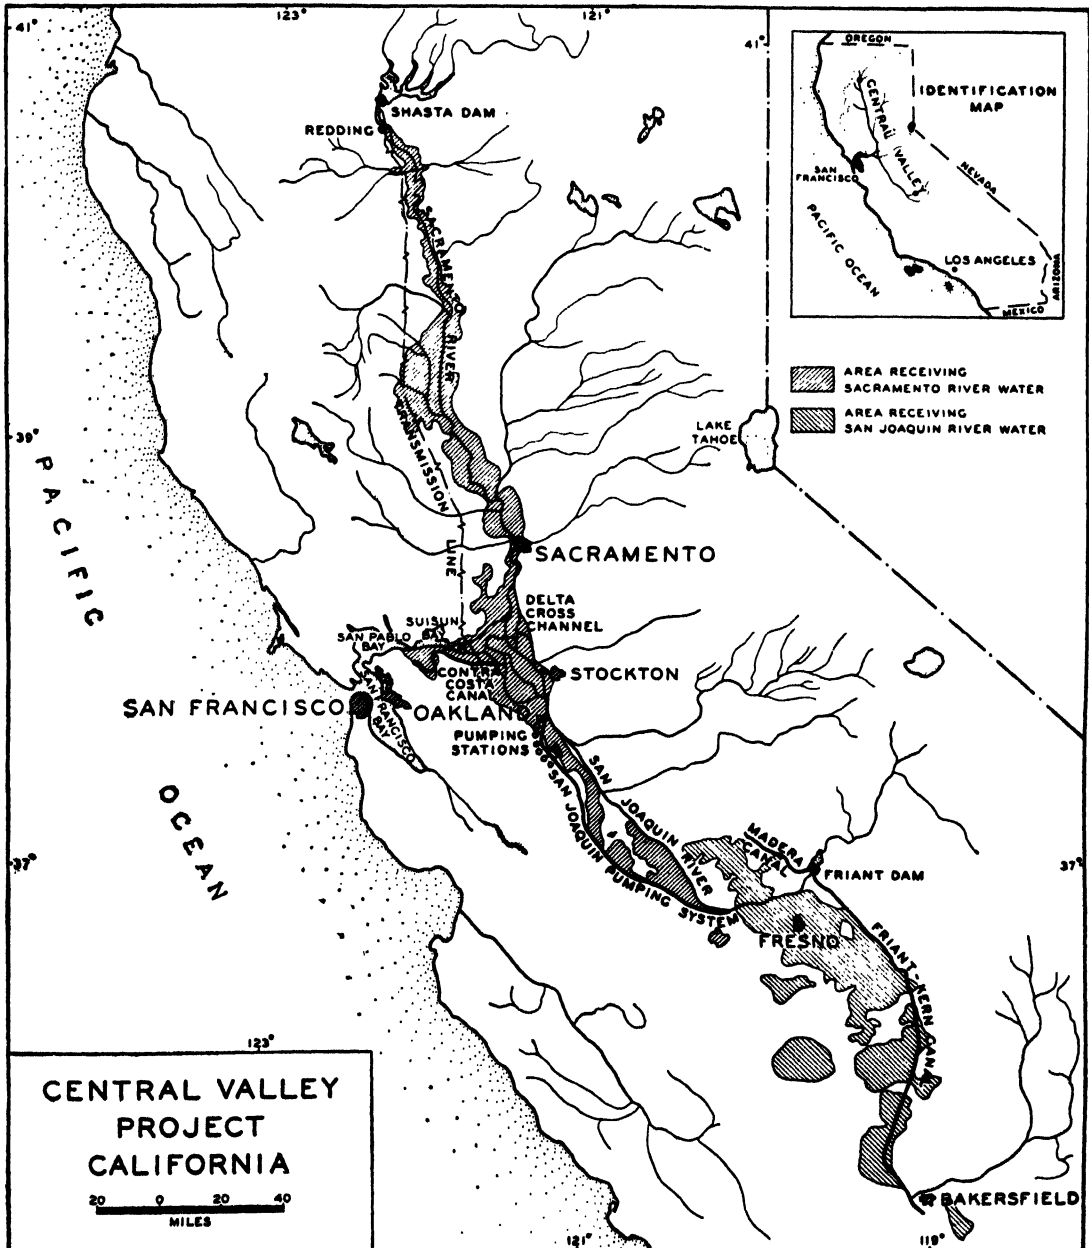 123°
121°
41°
41°
OREGON
IDENTIFICATION
MAP
CENTRAL VALLEY
NEVADA
SAN
FRANCISCO
PACIFIC OCEAN
LOS ANGELES
ARIZONA
MEXICO
SHASTA DAM
REDDING
SACRAMENTO RIVER
AREA RECEIVING
SACRAMENTO RIVER WATER
AREA RECEIVING
SAN JOAQUIN RIVER WATER
LAKE
TAHOE
39°
TRANSMISSION LINE
PACIFIC OCEAN
SACRAMENTO
DELTA
CROSS
CHANNEL
SUISUN
BAY
SAN PABLO
BAY
STOCKTON
CONTRA
COSTA
CANAL
SAN FRANCISCO
OAKLAND
SAN FRANCISCO
BAY
PUMPING
STATIONS
SAN JOAQUIN RIVER
SAN JOAQUIN PUMPING SYSTEM
MADERA
CANAL
37°
37°
FRIANT DAM
FRESNO
FRIANT-KERN CANAL
BAKERSFIELD
123°
CENTRAL VALLEY
PROJECT
CALIFORNIA
20 0 20 40
MILES
121°
119°